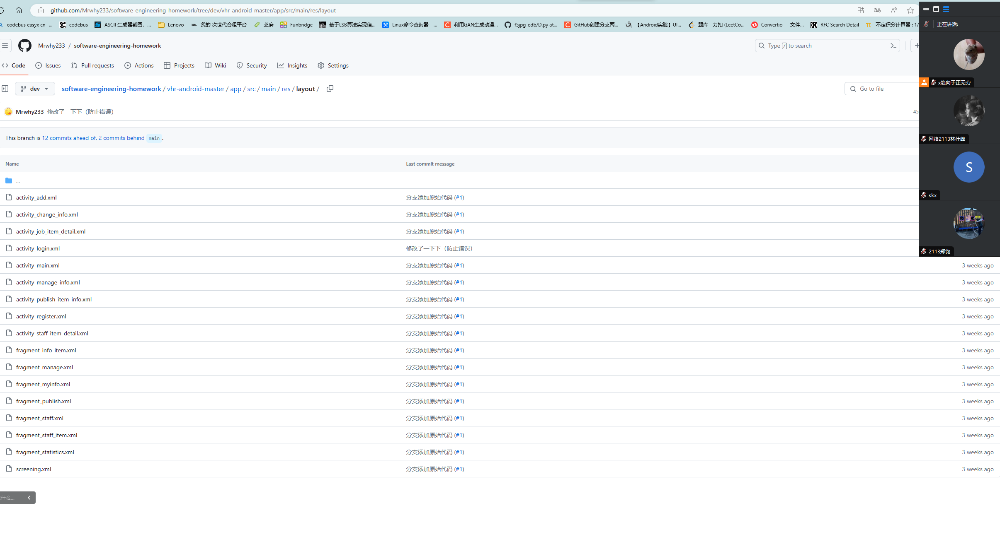 github.com/Mrwhy233/software-engineering-homework/tree/dev/vhr-android-master/app/src/main/res/layout
codebus easyx cn -... codebus ASCII 生成器截图，... Lenovo 我的 次世代合租平台 芝麻 Funbridge 基于LSB算法实现信... Linux命令查询器—... 利用GAN生成动漫... f5jpg-edb/D.py at... GitHub创建分支两... 【Android实验】UI... 题库 - 力扣 (LeetCo... Convertio — 文件... RFC Search Detail 不定积分计算器 : 1/
正在讲话:
Mrwhy233 / software-engineering-homework
Type / to search
Code Issues Pull requests Actions Projects Wiki Security Insights Settings
x趋向于正无穷
dev software-engineering-homework / vhr-android-master / app / src / main / res / layout /
Go to file
Mrwhy233 修改了一下下（防止错误）
45
This branch is 12 commits ahead of, 2 commits behind main .
网络2113林仕峰
Name Last commit message
S
..
skx
activity_add.xml 分支添加原始代码 (#1)
activity_change_info.xml 分支添加原始代码 (#1)
activity_job_item_detail.xml 分支添加原始代码 (#1)
activity_login.xml 修改了一下下（防止错误）
2113郑钧
activity_main.xml 分支添加原始代码 (#1) 3 weeks ago
activity_manage_info.xml 分支添加原始代码 (#1) 3 weeks ago
activity_publish_item_info.xml 分支添加原始代码 (#1) 3 weeks ago
activity_register.xml 分支添加原始代码 (#1) 3 weeks ago
activity_staff_item_detail.xml 分支添加原始代码 (#1) 3 weeks ago
fragment_info_item.xml 分支添加原始代码 (#1) 3 weeks ago
fragment_manage.xml 分支添加原始代码 (#1) 3 weeks ago
fragment_myinfo.xml 分支添加原始代码 (#1) 3 weeks ago
fragment_publish.xml 分支添加原始代码 (#1) 3 weeks ago
fragment_staff.xml 分支添加原始代码 (#1) 3 weeks ago
fragment_staff_item.xml 分支添加原始代码 (#1) 3 weeks ago
fragment_statistics.xml 分支添加原始代码 (#1) 3 weeks ago
screening.xml 分支添加原始代码 (#1) 3 weeks ago
什么...